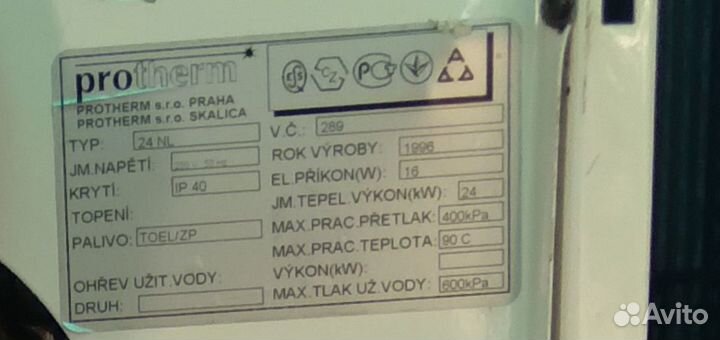 protherm
PROTHERM s.r.o. PRAHA
PROTHERM s.r.o. SKALICA
TYP: 24 NL
JM.NAPĚTÍ:
KRYTÍ: IP 40
TOPENÍ:
PALIVO: TOEL/ZP
OHŘEV UŽIT.VODY:
DRUH:
V.Č.: 289
ROK VÝROBY: 1996
EL.PŘÍKON(W): 16
JM.TEPEL.VÝKON(kW): 24
MAX.PRAC.PŘETLAK: 400kPa
MAX.PRAC.TEPLOTA: 90 C
VÝKON(kW):
MAX.TLAK UŽ.VODY: 600kPa
Avito